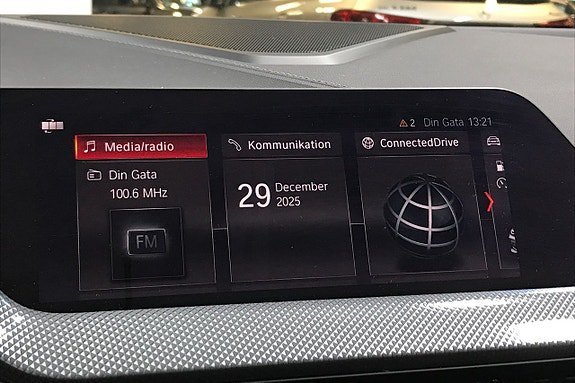 2 Din Gata 13:21
Media/radio
Kommunikation
ConnectedDrive
Din Gata
100.6 MHz
FM
29
December
2025